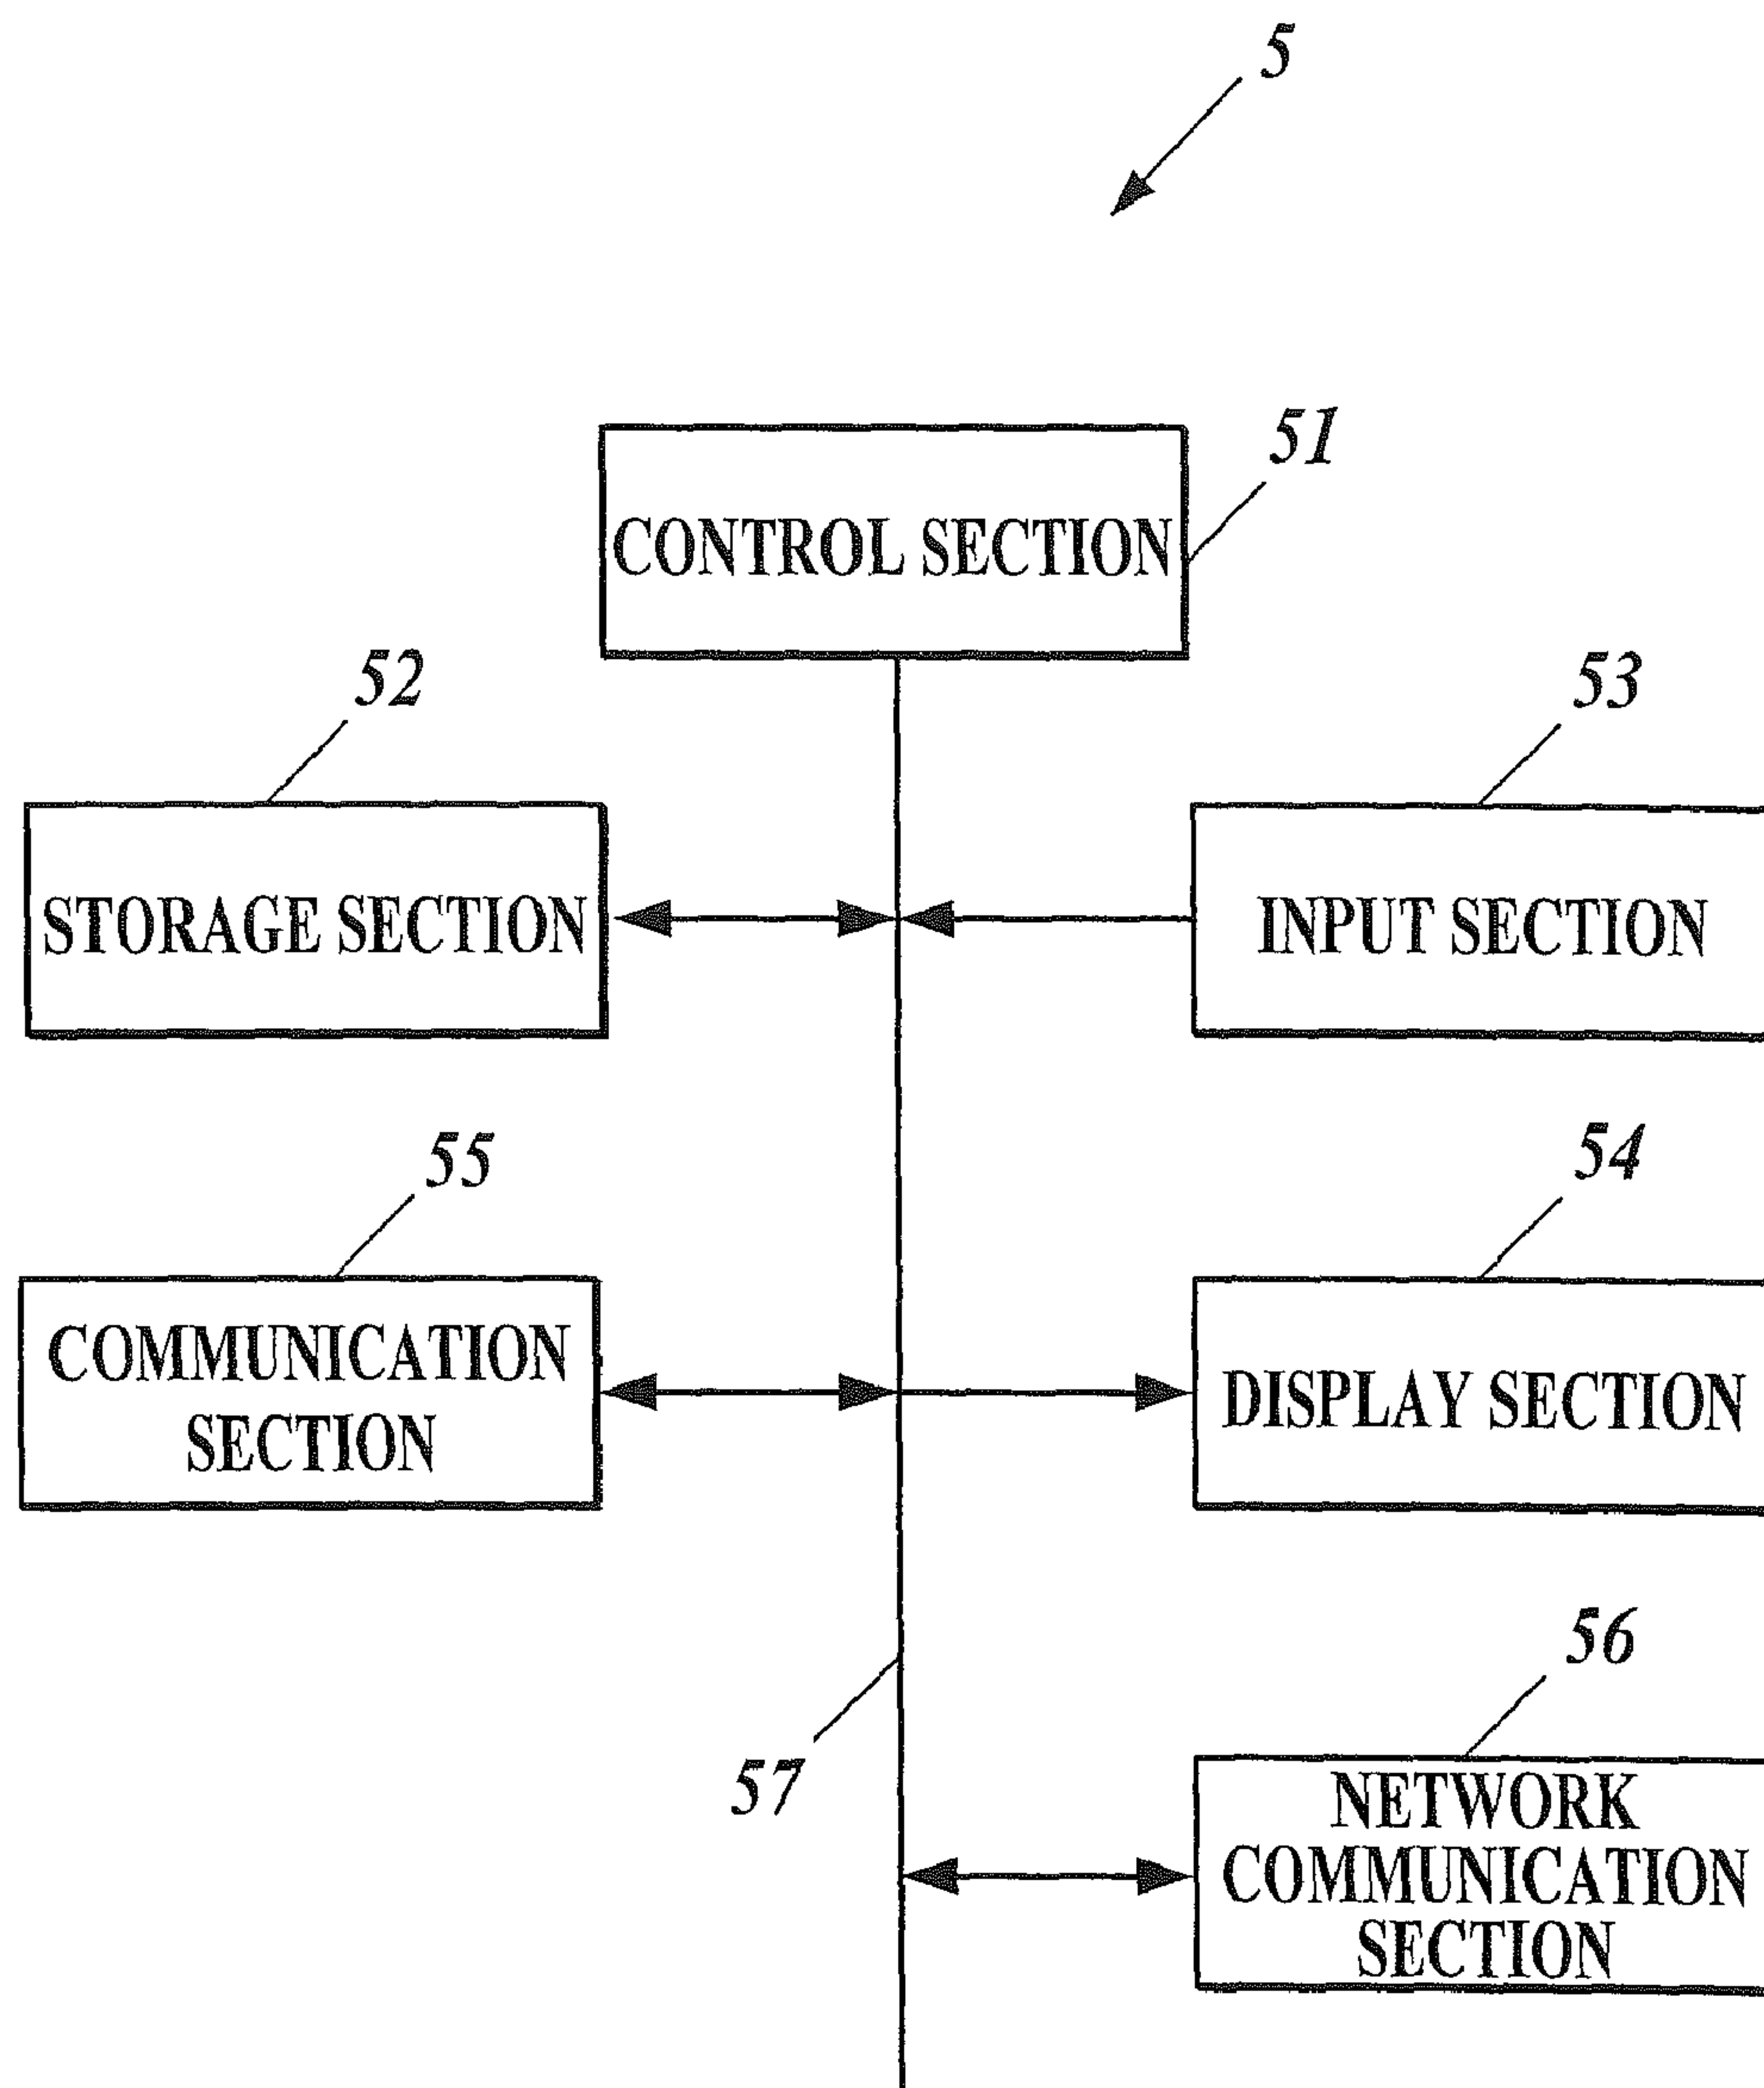 5
51
CONTROL SECTION
52
53
STORAGE SECTION
INPUT SECTION
55
54
COMMUNICATION
SECTION
DISPLAY SECTION
56
57
NETWORK
COMMUNICATION
SECTION